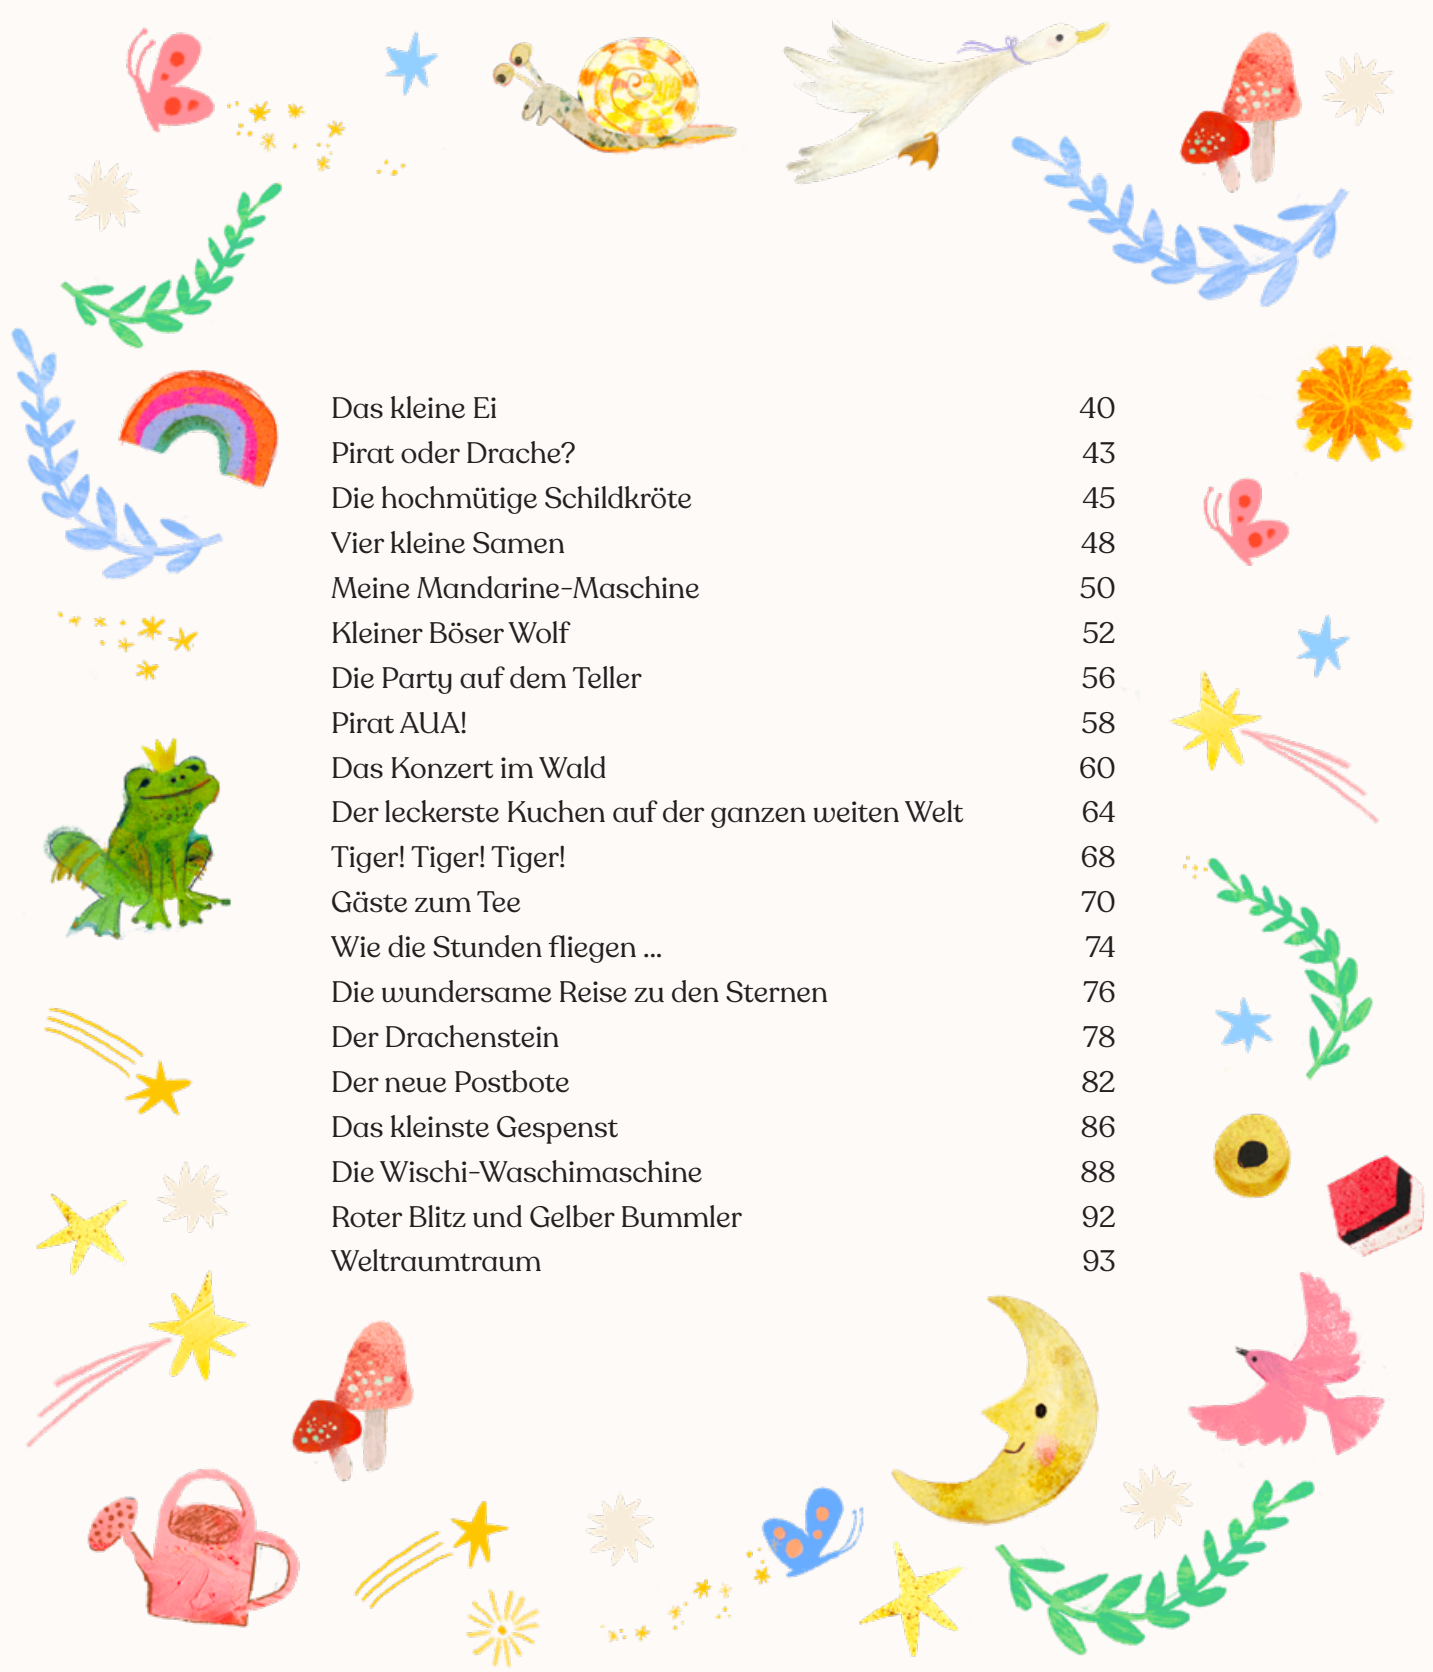 Das kleine Ei 40
Pirat oder Drache? 43
Die hochmütige Schildkröte 45
Vier kleine Samen 48
Meine Mandarine-Maschine 50
Kleiner Böser Wolf 52
Die Party auf dem Teller 56
Pirat AUA! 58
Das Konzert im Wald 60
Der leckerste Kuchen auf der ganzen weiten Welt 64
Tiger! Tiger! Tiger! 68
Gäste zum Tee 70
Wie die Stunden fliegen ... 74
Die wundersame Reise zu den Sternen 76
Der Drachenstein 78
Der neue Postbote 82
Das kleinste Gespenst 86
Die Wischi-Waschimaschine 88
Roter Blitz und Gelber Bummler 92
Weltraumtraum 93